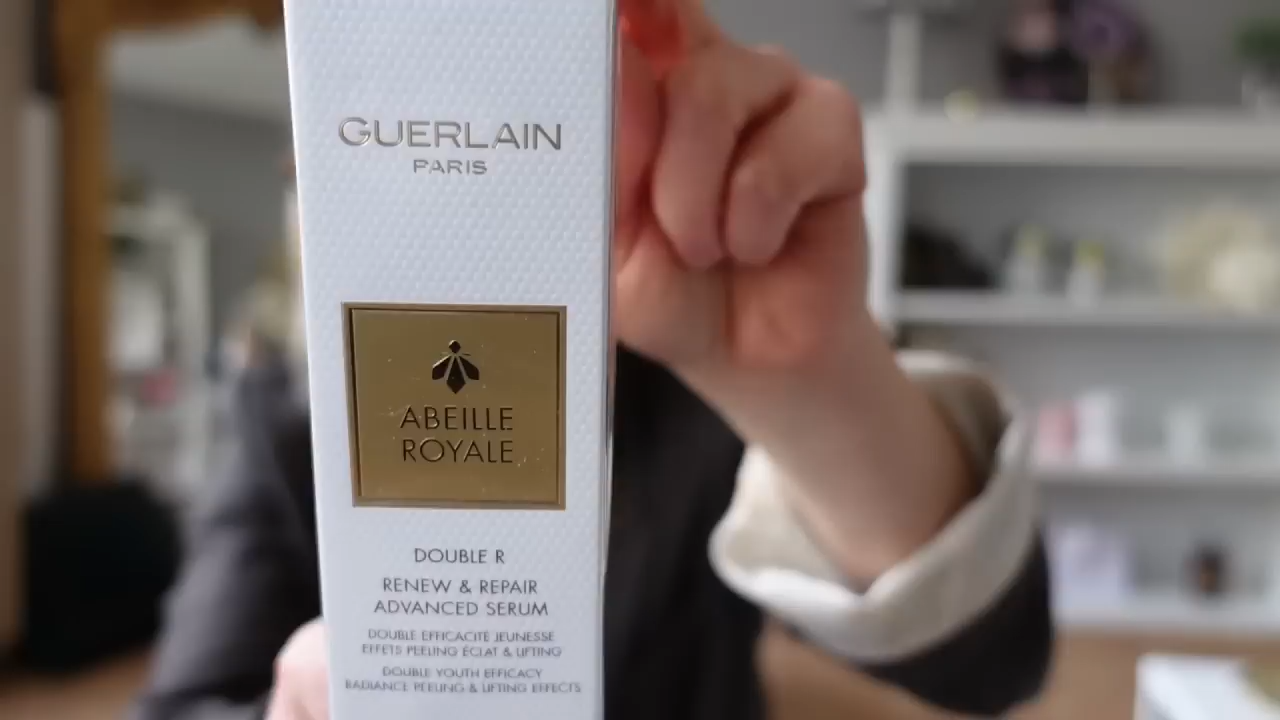 GUERLAIN
PARIS
ABEILLE
ROYALE
DOUBLE R
RENEW & REPAIR
ADVANCED SERUM
DOUBLE EFFICACITÉ JEUNESSE
EFFETS PEELING ÉCLAT & LIFTING
DOUBLE YOUTH EFFICACY
RADIANCE PEELING & LIFTING EFFECTS